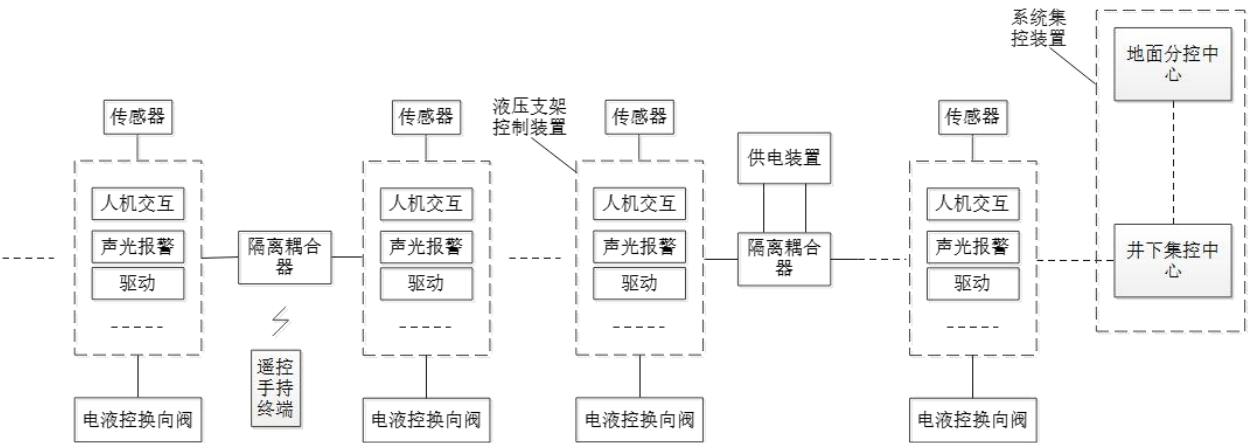 系统集
控装置
地面分控中
心
传感器
传感器
液压支架
控制装置
传感器
传感器
供电装置
人机交互
人机交互
人机交互
人机交互
声光报警
隔离耦合
器
声光报警
声光报警
隔离耦合
器
声光报警
井下集控中
心
驱动
驱动
驱动
驱动
遥控
手持
终端
电液控换向阀
电液控换向阀
电液控换向阀
电液控换向阀